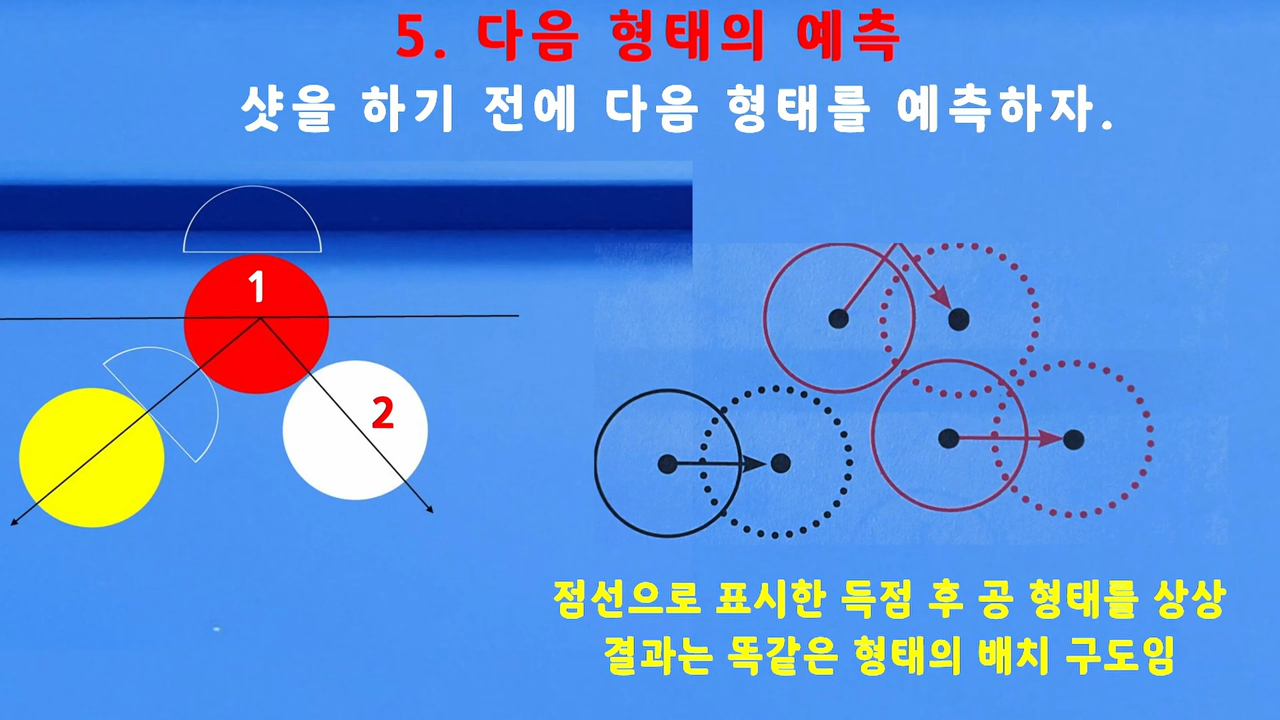 5. 다음 형태의 예측
샷을 하기 전에 다음 형태를 예측하자.
1
2
점선으로 표시한 득점 후 공 형태를 상상
결과는 똑같은 형태의 배치 구도임